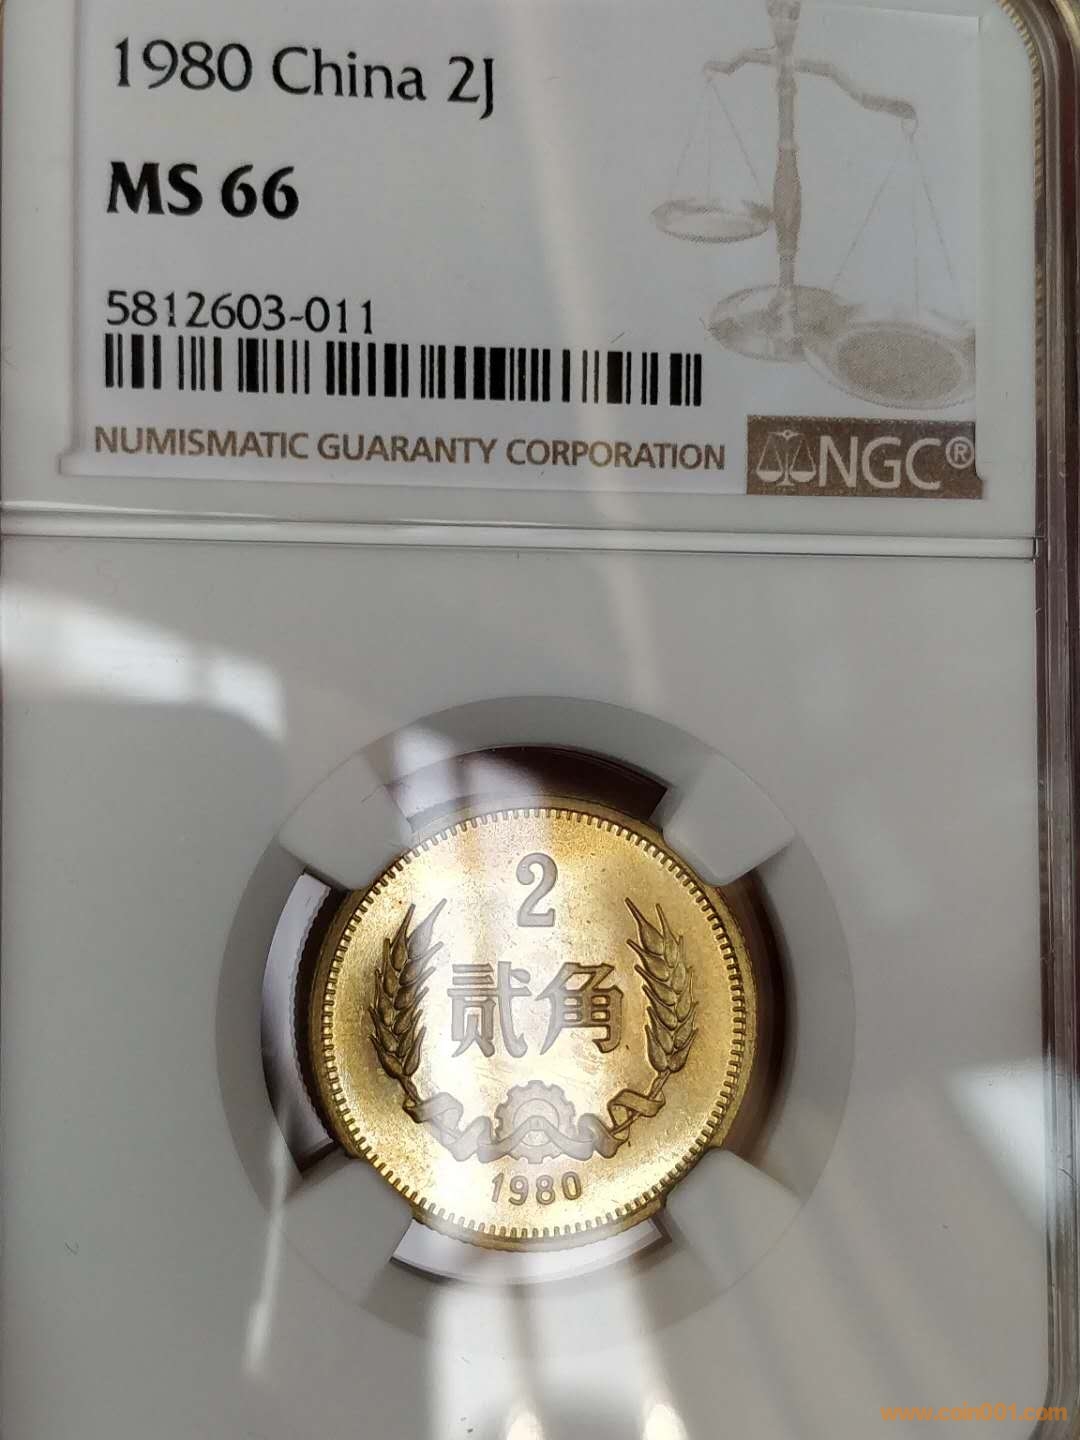 1980 China 2J
MS 66
5812603-011
NUMISMATIC GUARANTY CORPORATION
NGC®
2
贰角
1980
www.coin001.com